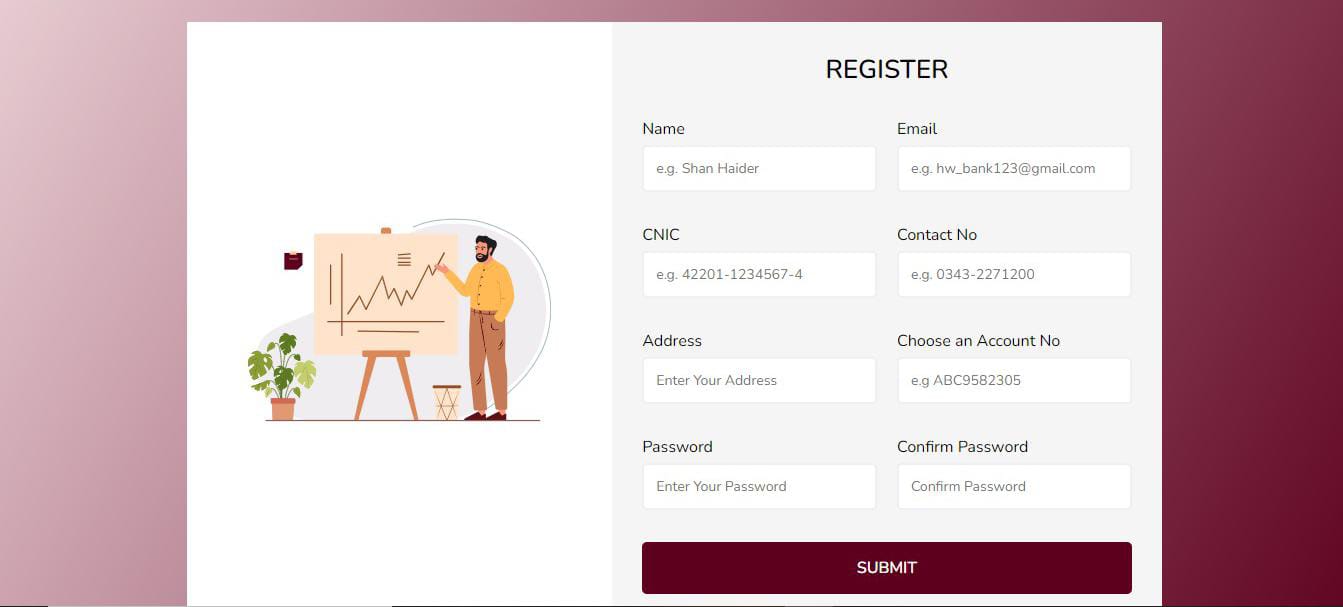 REGISTER
Name Email
e.g. Shan Haider e.g. hw_bank123@gmail.com
CNIC Contact No
e.g. 42201-1234567-4 e.g. 0343-2271200
Address Choose an Account No
Enter Your Address e.g ABC9582305
Password Confirm Password
Enter Your Password Confirm Password
SUBMIT